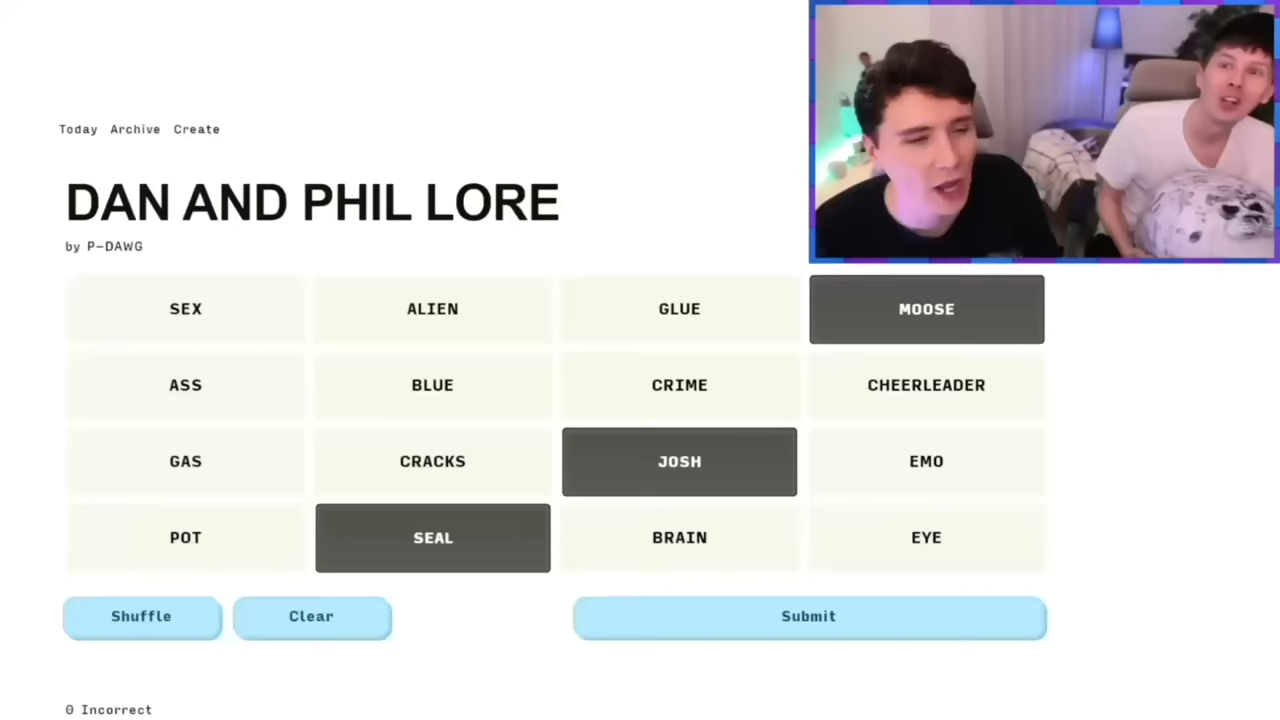 Today Archive Create
DAN AND PHIL LORE
by P-DAWG
SEX ALIEN GLUE MOOSE
ASS BLUE CRIME CHEERLEADER
GAS CRACKS JOSH EMO
POT SEAL BRAIN EYE
Shuffle Clear Submit
0 Incorrect